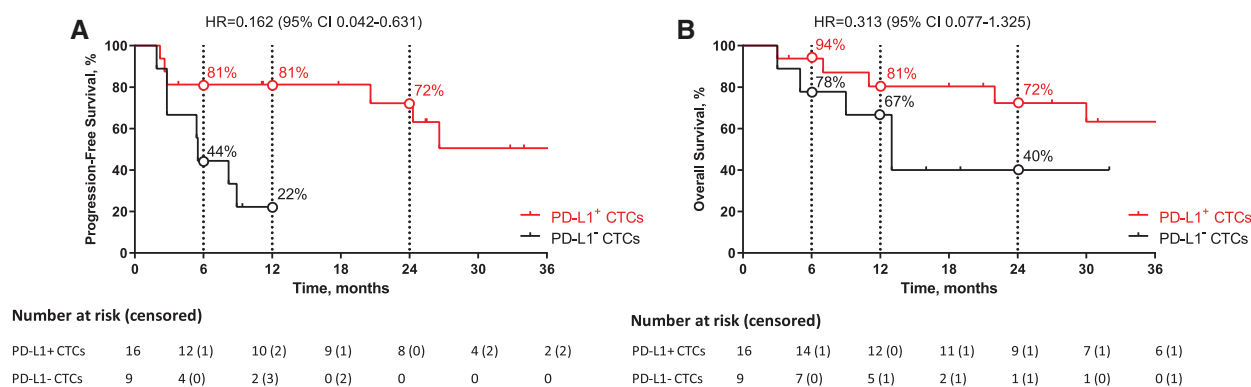 HR=0.162 (95% CI 0.042-0.631)
A
Progression-Free Survival, %
100
80
60
40
20
0
81%
81%
72%
44%
22%
PD-L1+ CTCs
PD-L1- CTCs
0 6 12 24 30 36
Time, months
Number at risk (censored)
PD-L1+ CTCs 16 12 (1) 10 (2) 9 (1) 8 (0) 4 (2) 2 (2)
PD-L1- CTCs 9 4 (0) 2 (3) 0 (2) 0 0 0
HR=0.313 (95% CI 0.077-1.325)
B
Overall Survival, %
100
80
60
40
20
0
94%
81%
72%
78%
67%
40%
PD-L1+ CTCs
PD-L1- CTCs
0 6 12 24 30 36
Time, months
Number at risk (censored)
PD-L1+ CTCs 16 14 (1) 12 (0) 11 (1) 9 (1) 7 (1) 6 (1)
PD-L1- CTCs 9 7 (0) 5 (1) 2 (1) 1 (1) 1 (0) 0 (1)